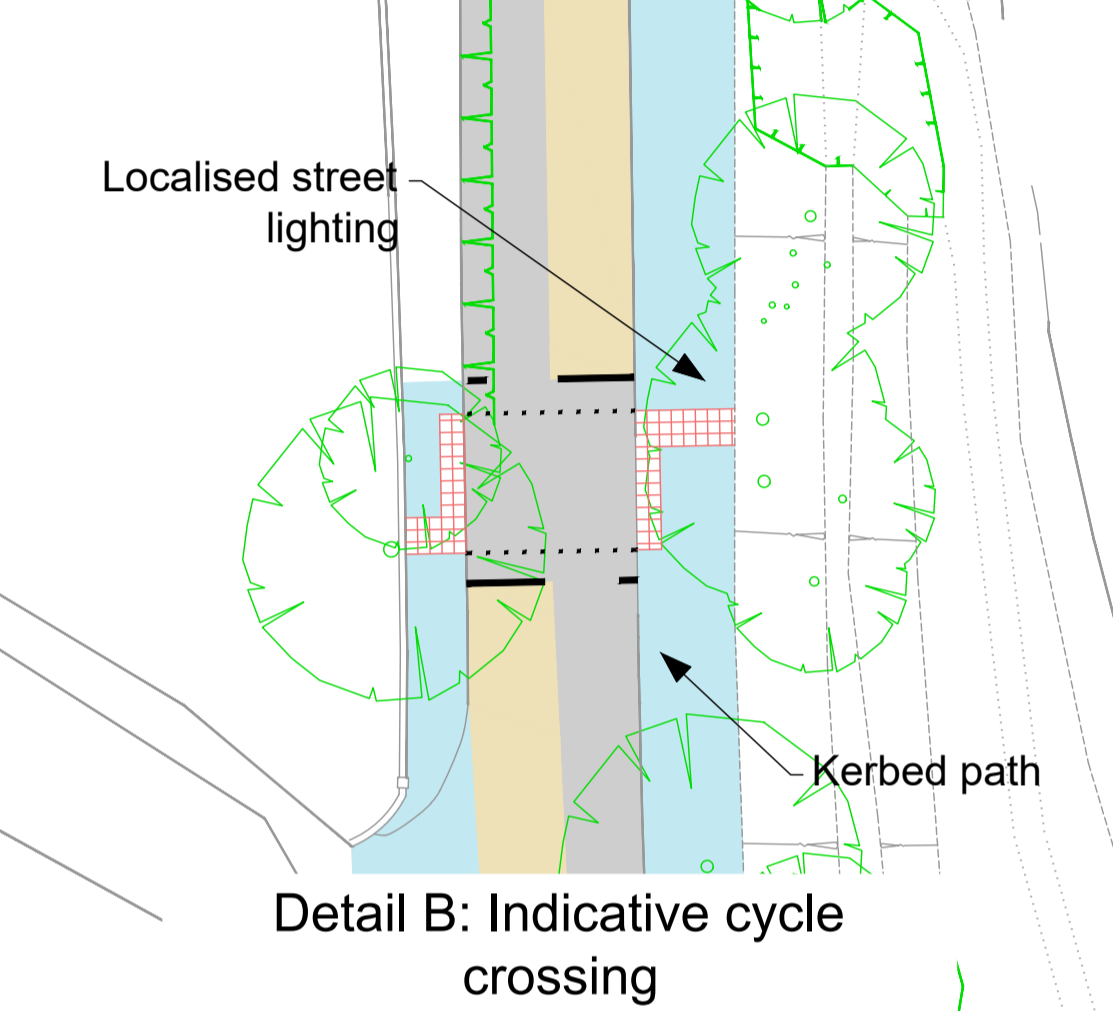 Localised street
lighting
Kerbed path
Detail B: Indicative cycle
crossing